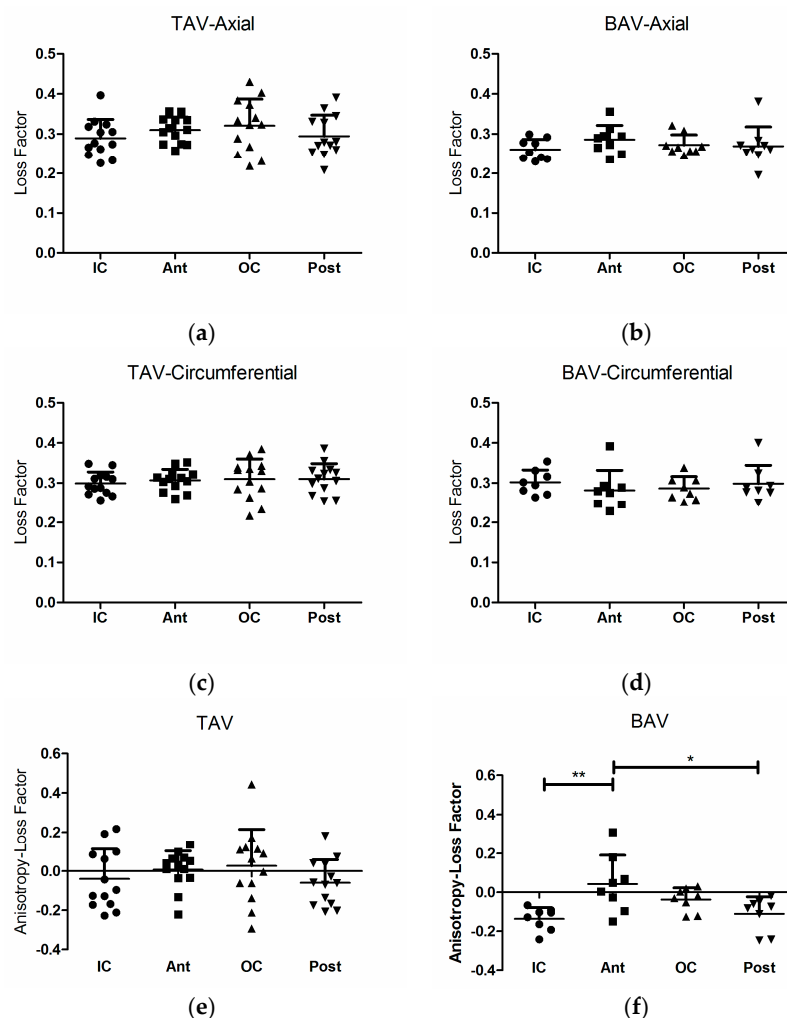 TAV-Axial
0.5
0.4
0.3
0.2
0.1
0.0
Loss Factor
IC Ant OC Post
(a)
BAV-Axial
0.5
0.4
0.3
0.2
0.1
0.0
Loss Factor
IC Ant OC Post
(b)
TAV-Circumferential
0.5
0.4
0.3
0.2
0.1
0.0
Loss Factor
IC Ant OC Post
(c)
BAV-Circumferential
0.5
0.4
0.3
0.2
0.1
0.0
Loss Factor
IC Ant OC Post
(d)
TAV
0.6
0.4
0.2
0.0
-0.2
-0.4
Anisotropy-Loss Factor
IC Ant OC Post
(e)
BAV
** *
0.6
0.4
0.2
0.0
-0.2
-0.4
Anisotropy-Loss Factor
IC Ant OC Post
(f)